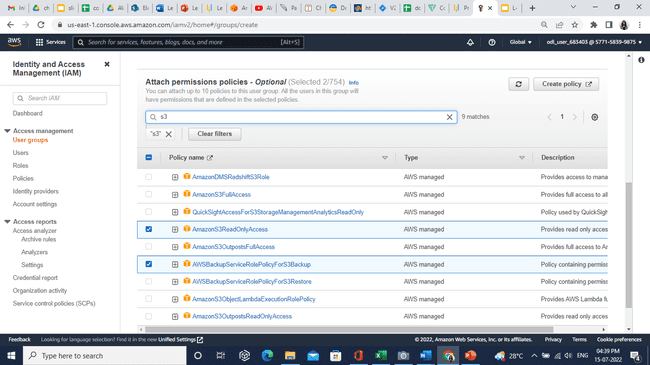 us-east-1.console.aws.amazon.com/iamv2/home#/groups/create
aws
Services
Search for services, features, blogs, docs, and more
[Alt+S]
Global
odl_user_683403 @ 5771-5839-9875
Identity and Access
Management (IAM)
Search IAM
Dashboard
Access management
User groups
Users
Roles
Policies
Identity providers
Account settings
Access reports
Access analyzer
Archive rules
Analyzers
Settings
Credential report
Organization activity
Service control policies (SCPs)
Attach permissions policies - Optional (Selected 2/754) Info
You can attach up to 10 policies to this user group. All the users in this group will
have permissions that are defined in the selected policies.
Create policy
s3
9 matches
1
"s3"
Clear filters
Policy name
Type
Description
AmazonDMSRedshiftS3Role
AWS managed
Provides access to mana
AmazonS3FullAccess
AWS managed
Provides full access to all
QuickSightAccessForS3StorageManagementAnalyticsReadOnly
AWS managed
Policy used by QuickSigh
AmazonS3ReadOnlyAccess
AWS managed
Provides read only acces
AmazonS3OutpostsFullAccess
AWS managed
Provides full access to Am
AWSBackupServiceRolePolicyForS3Backup
AWS managed
Policy containing permiss
AWSBackupServiceRolePolicyForS3Restore
AWS managed
Policy containing permiss
AmazonS3ObjectLambdaExecutionRolePolicy
AWS managed
Provides AWS Lambda fu
AmazonS3OutpostsReadOnlyAccess
AWS managed
Provides read only acces
Feedback
Looking for language selection? Find it in the new Unified Settings
© 2022, Amazon Web Services, Inc. or its affiliates.
Privacy
Terms
Cookie preferences
Type here to search
28°C
ENG
04:39 PM
15-07-2022